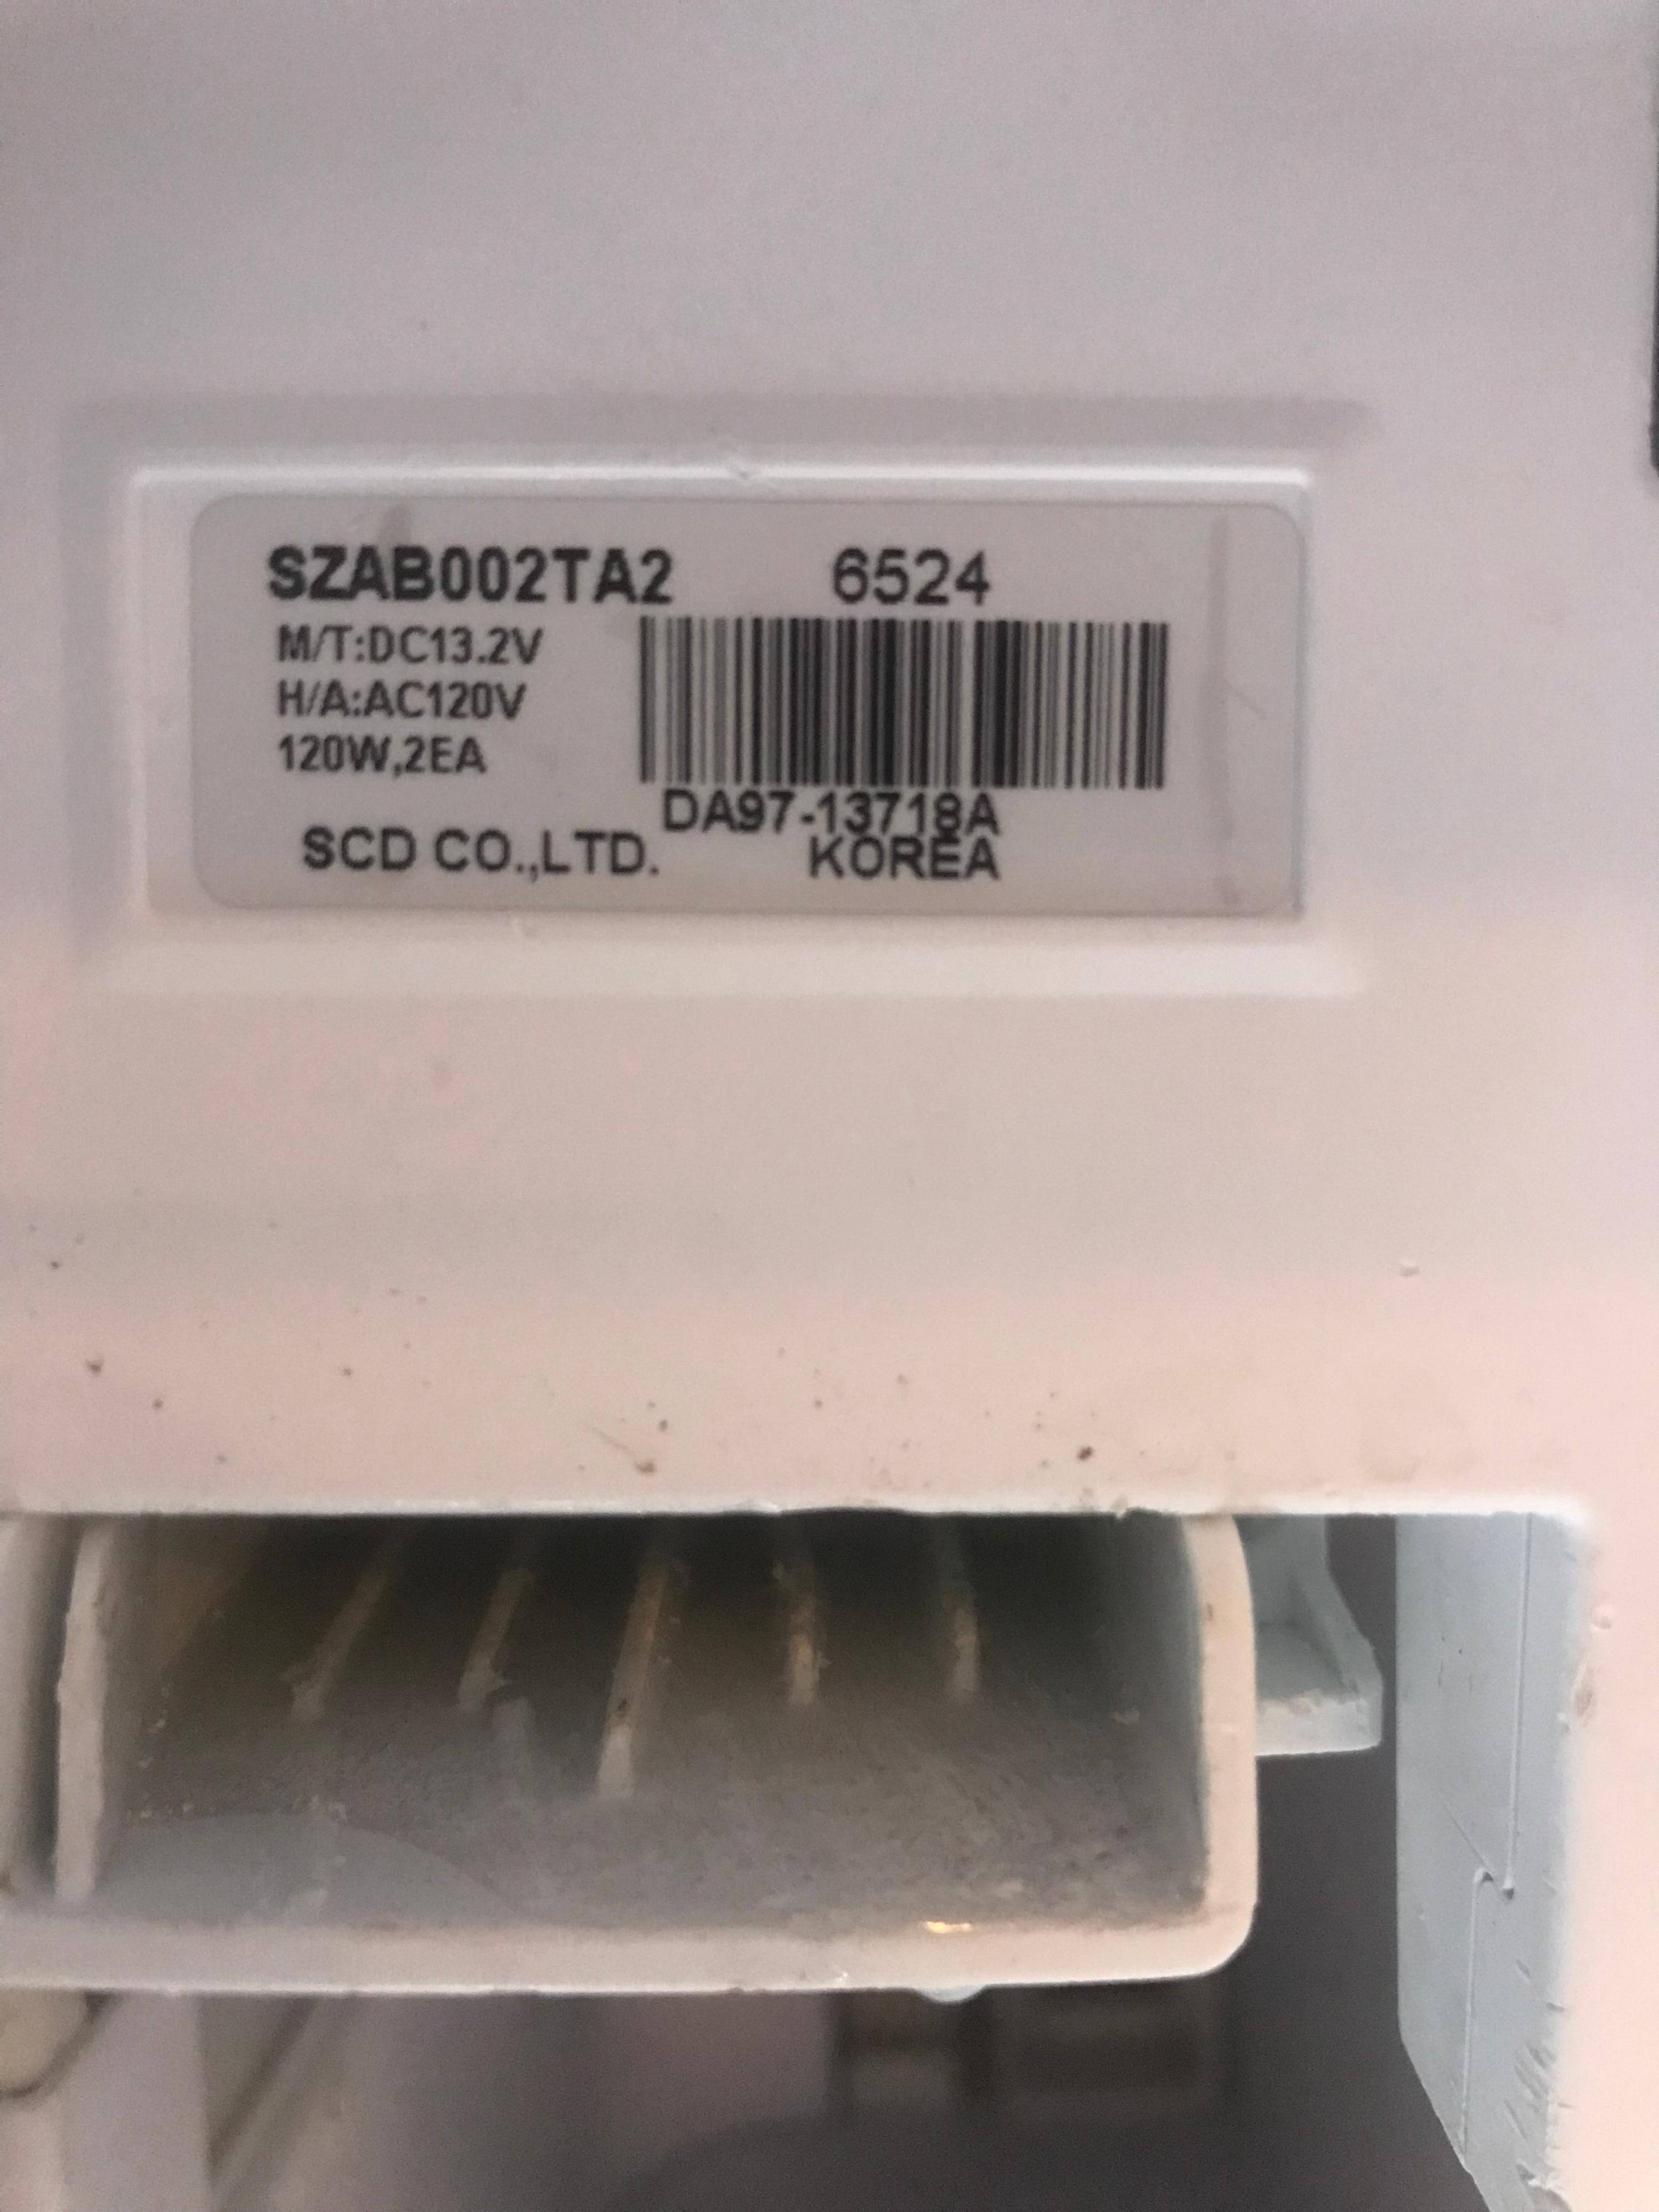 SZAB002TA2 6524
M/T:DC13.2V
H/A:AC120V
120W,2EA
DA97-13718A
SCD CO.,LTD. KOREA